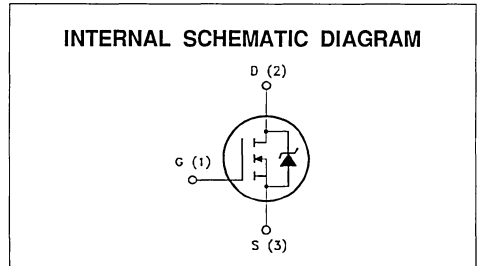 INTERNAL SCHEMATIC DIAGRAM
D (2)
G (1)
S (3)